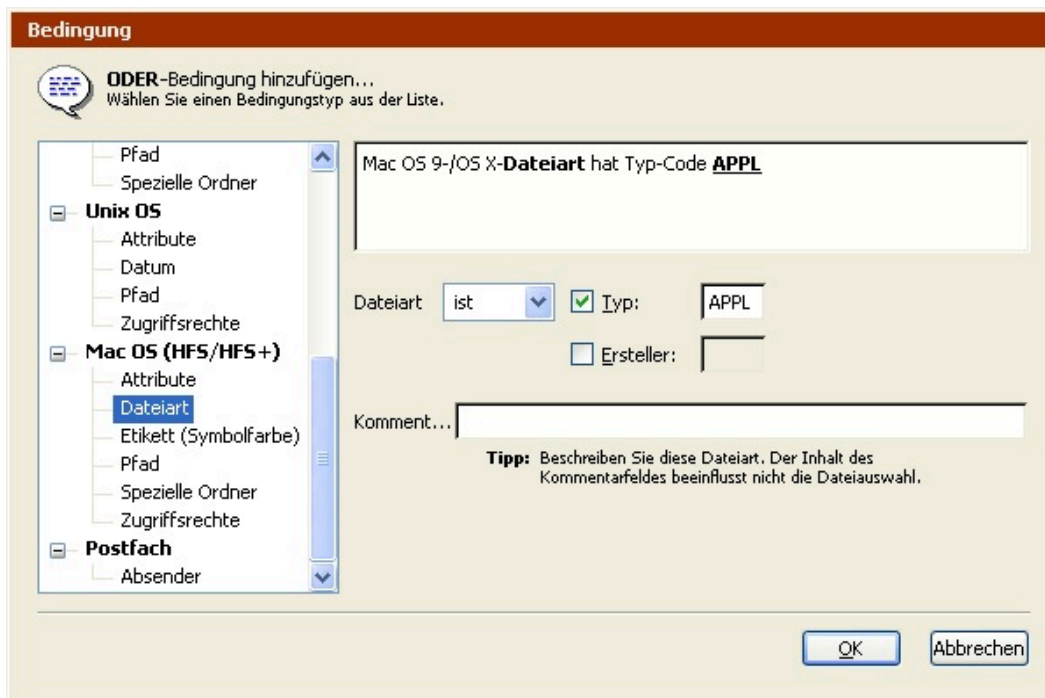 Bedingung
ODER-Bedingung hinzufügen...
Wählen Sie einen Bedingungstyp aus der Liste.
Pfad
Spezielle Ordner
Unix OS
Attribute
Datum
Pfad
Zugriffsrechte
Mac OS (HFS/HFS+)
Attribute
Dateiart
Etikett (Symbolfarbe)
Pfad
Spezielle Ordner
Zugriffsrechte
Postfach
Absender
Mac OS 9-/OS X-Dateiart hat Typ-Code APPL
Dateiart ist Typ: APPL
Ersteller:
Komment...
Tipp: Beschreiben Sie diese Dateiart. Der Inhalt des
Kommentarfeldes beeinflusst nicht die Dateiauswahl.
OK Abbrechen